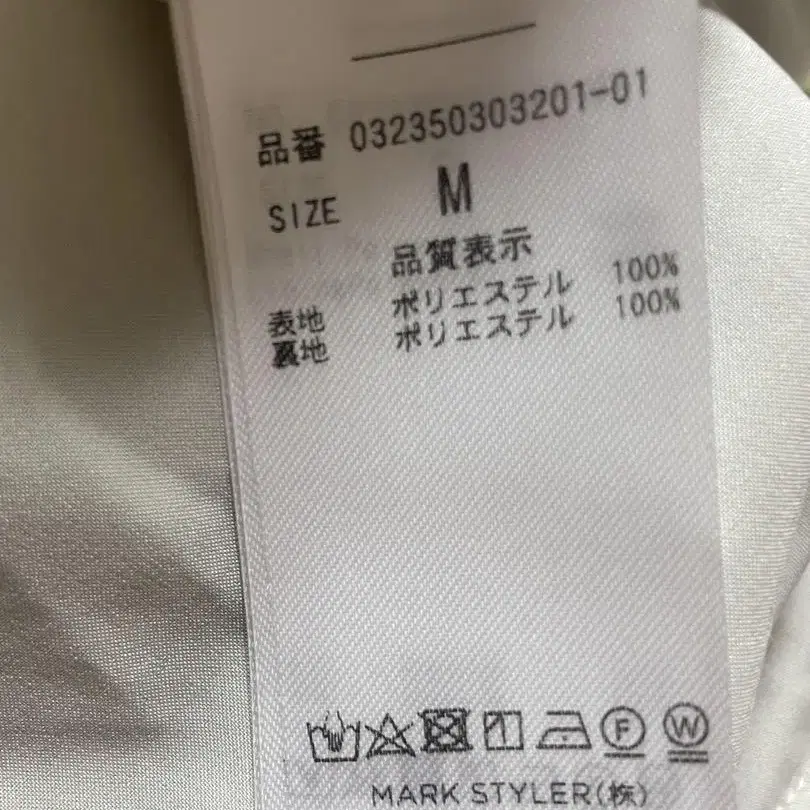 品番 032350303201-01
SIZE M
品質表示
表地 ポリエステル 100%
裏地 ポリエステル 100%
F W
MARK STYLER(株)